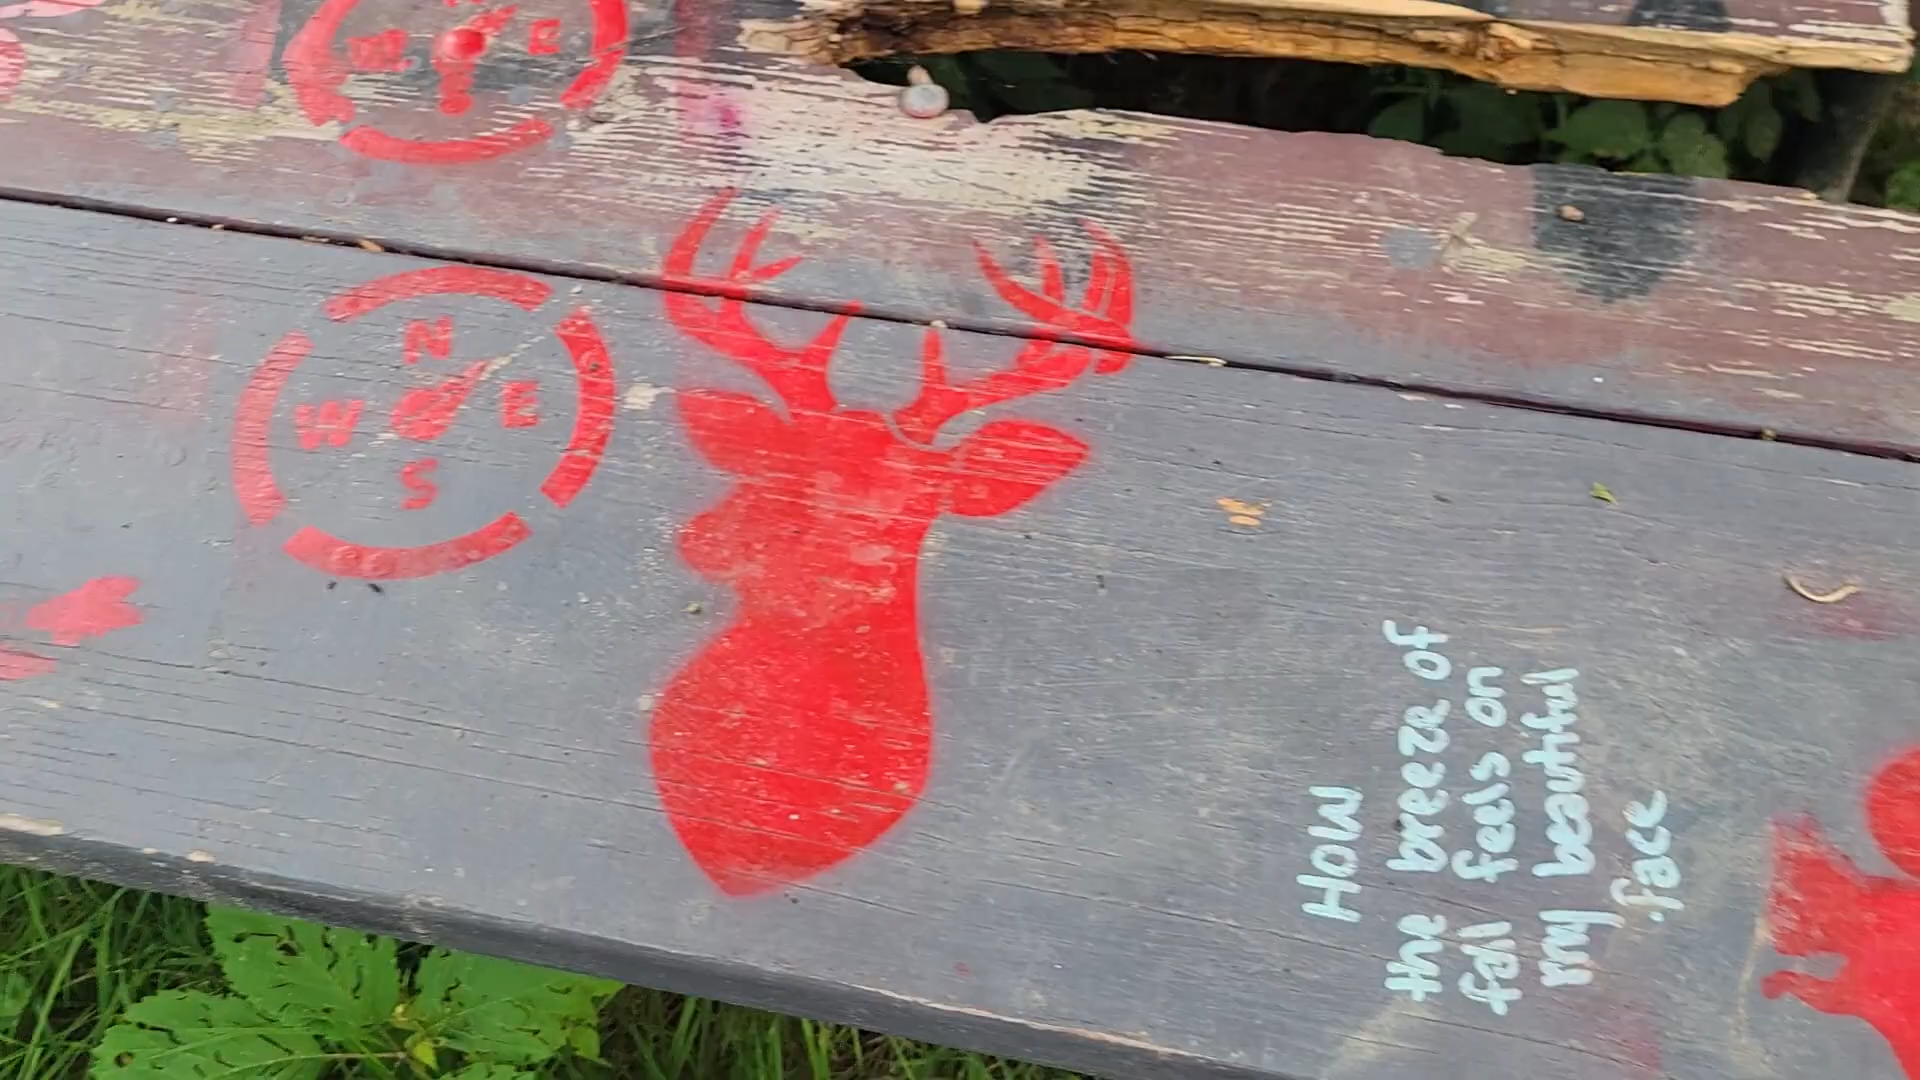 W E
N
W E
S
HOW
the breeze of
fall feels on
my beautiful
face